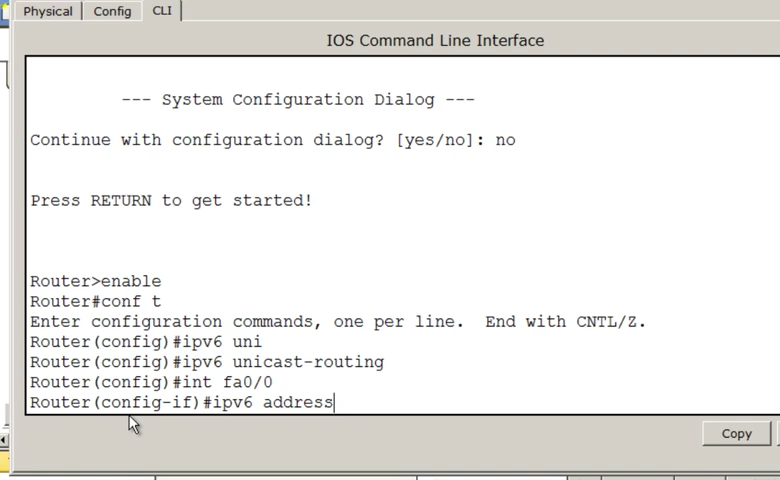 Physical Config CLI
IOS Command Line Interface
--- System Configuration Dialog ---
Continue with configuration dialog? [yes/no]: no
Press RETURN to get started!
Router>enable
Router#conf t
Enter configuration commands, one per line.  End with CNTL/Z.
Router(config)#ipv6 uni
Router(config)#ipv6 unicast-routing
Router(config)#int fa0/0
Router(config-if)#ipv6 address
Copy